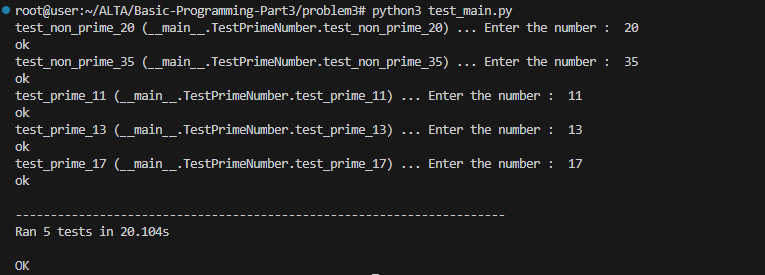 root@user:~/ALTA/Basic-Programming-Part3/problem3# python3 test_main.py
test_non_prime_20 (__main__.TestPrimeNumber.test_non_prime_20) ... Enter the number :  20
ok
test_non_prime_35 (__main__.TestPrimeNumber.test_non_prime_35) ... Enter the number :  35
ok
test_prime_11 (__main__.TestPrimeNumber.test_prime_11) ... Enter the number :  11
ok
test_prime_13 (__main__.TestPrimeNumber.test_prime_13) ... Enter the number :  13
ok
test_prime_17 (__main__.TestPrimeNumber.test_prime_17) ... Enter the number :  17
ok
----------------------------------------------------------------------
Ran 5 tests in 20.104s
OK